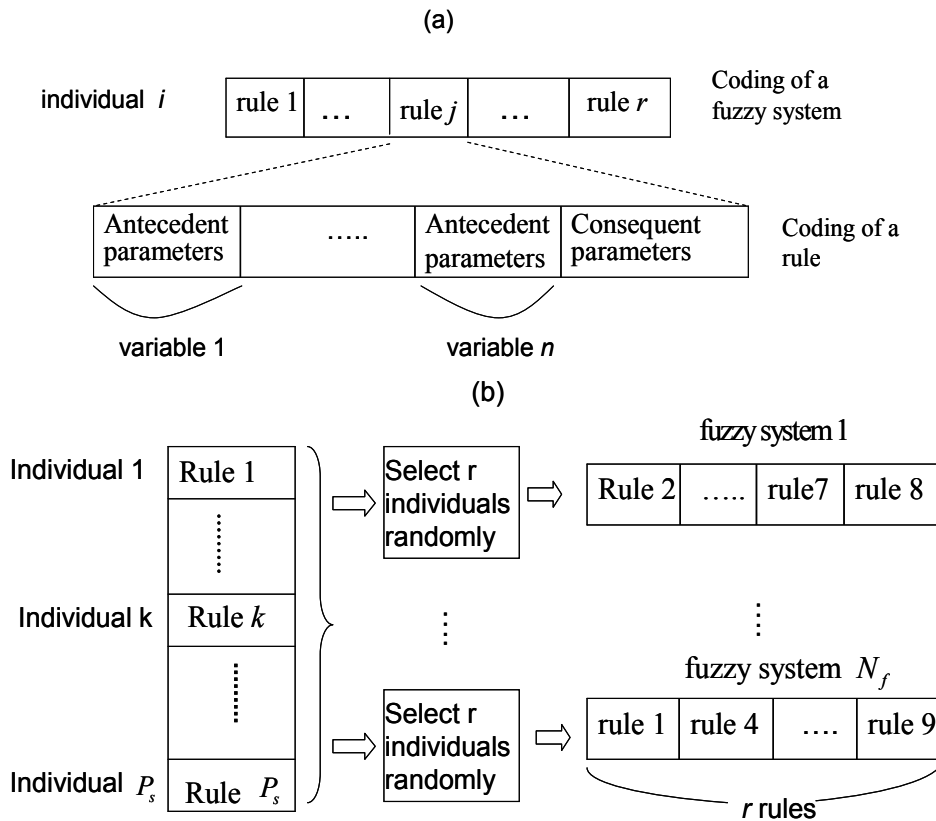 (a)
individual i
rule 1
...
rule j
...
rule r
Coding of a
fuzzy system
Antecedent
parameters
.....
Antecedent
parameters
Consequent
parameters
Coding of a
rule
variable 1
variable n
(b)
fuzzy system 1
Individual 1
Rule 1
Select r
individuals
randomly
Rule 2
.....
rule7
rule 8
Individual k
Rule k
fuzzy system N_f
Select r
individuals
randomly
rule 1
rule 4
....
rule 9
Individual P_s
Rule P_s
r rules